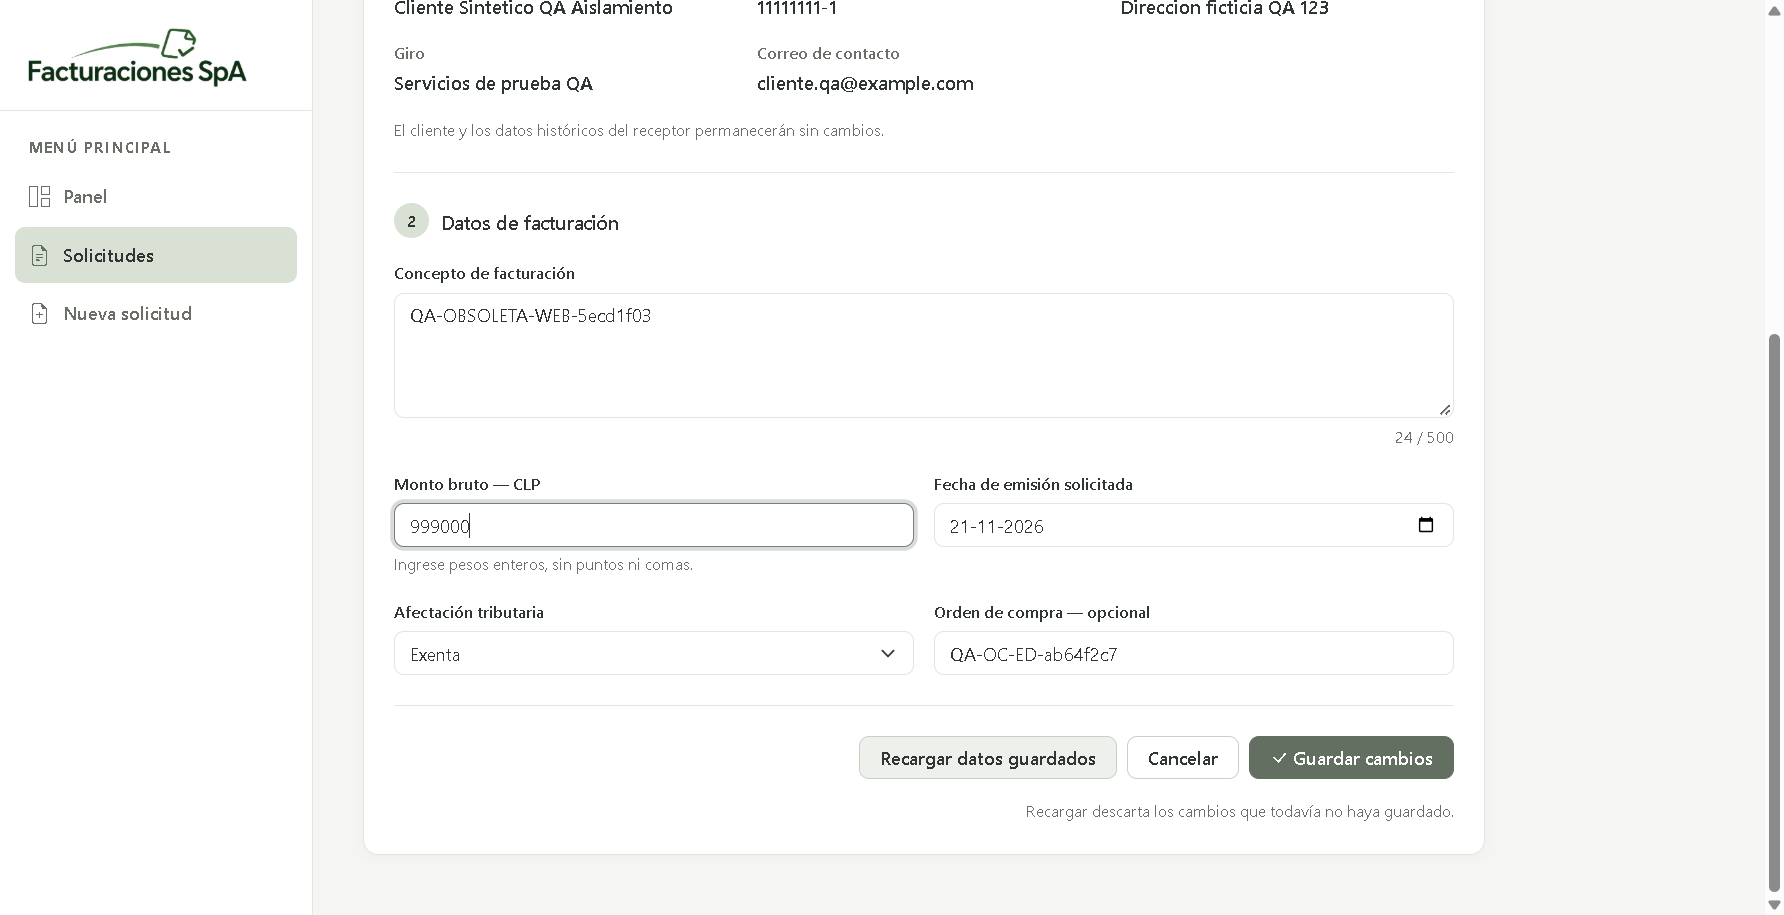 Facturaciones SpA
MENÚ PRINCIPAL
Panel
Solicitudes
Nueva solicitud
Cliente Sintetico QA Aislamiento 11111111-1 Direccion ficticia QA 123
Giro Correo de contacto
Servicios de prueba QA cliente.qa@example.com
El cliente y los datos históricos del receptor permanecerán sin cambios.
2 Datos de facturación
Concepto de facturación
QA-OBSOLETA-WEB-5ecd1f03
24 / 500
Monto bruto — CLP Fecha de emisión solicitada
999000 21-11-2026
Ingrese pesos enteros, sin puntos ni comas.
Afectación tributaria Orden de compra — opcional
Exenta QA-OC-ED-ab64f2c7
Recargar datos guardados Cancelar Guardar cambios
Recargar descarta los cambios que todavía no haya guardado.